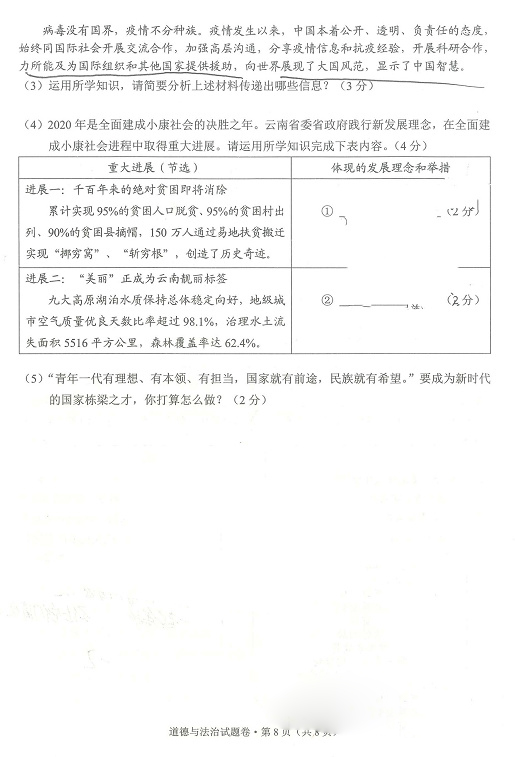 病毒没有国界，疫情不分种族。疫情发生以来，中国本着公开、透明、负责任的态度，
始终同国际社会开展交流合作，加强高层沟通，分享疫情信息和抗疫经验，开展科研合作，
力所能及为国际组织和其他国家提供援助，向世界展现了大国风范，显示了中国智慧。
（3）运用所学知识，请简要分析上述材料传递出哪些信息？（3 分）
（4）2020 年是全面建成小康社会的决胜之年。云南省委省政府践行新发展理念，在全面建
成小康社会进程中取得重大进展。请运用所学知识完成下表内容。（4 分）
重大进展（节选） 体现的发展理念和举措
进展一：千百年来的绝对贫困即将消除
累计实现 95%的贫困人口脱贫、95%的贫困村出
列、90%的贫困县摘帽，150 万人通过易地扶贫搬迁
实现“挪穷窝”、“斩穷根”，创造了历史奇迹。
① （2 分）
进展二：“美丽”正成为云南靓丽标签
九大高原湖泊水质保持总体稳定向好，地级城
市空气质量优良天数比率超过 98.1%，治理水土流
失面积 5516 平方公里，森林覆盖率达 62.4%。
② （2 分）
（5）“青年一代有理想、有本领、有担当，国家就有前途，民族就有希望。”要成为新时代
的国家栋梁之才，你打算怎么做？（2 分）
道德与法治试题卷·第 8 页（共 8 页）